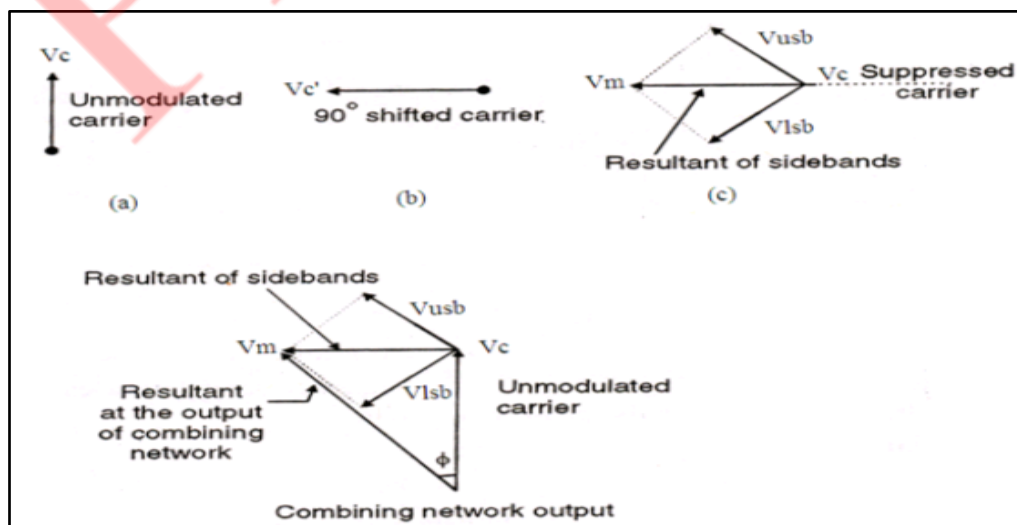 Vc
Unmodulated
carrier
(a)
Vc'
90° shifted carrier.
(b)
Vusb
Vm
Vc
Suppressed
carrier
Vlsb
Resultant of sidebands
(c)
Resultant of sidebands
Vusb
Vm
Vc
Vlsb
Unmodulated
carrier
Resultant
at the output
of combining
network
ϕ
Combining network output